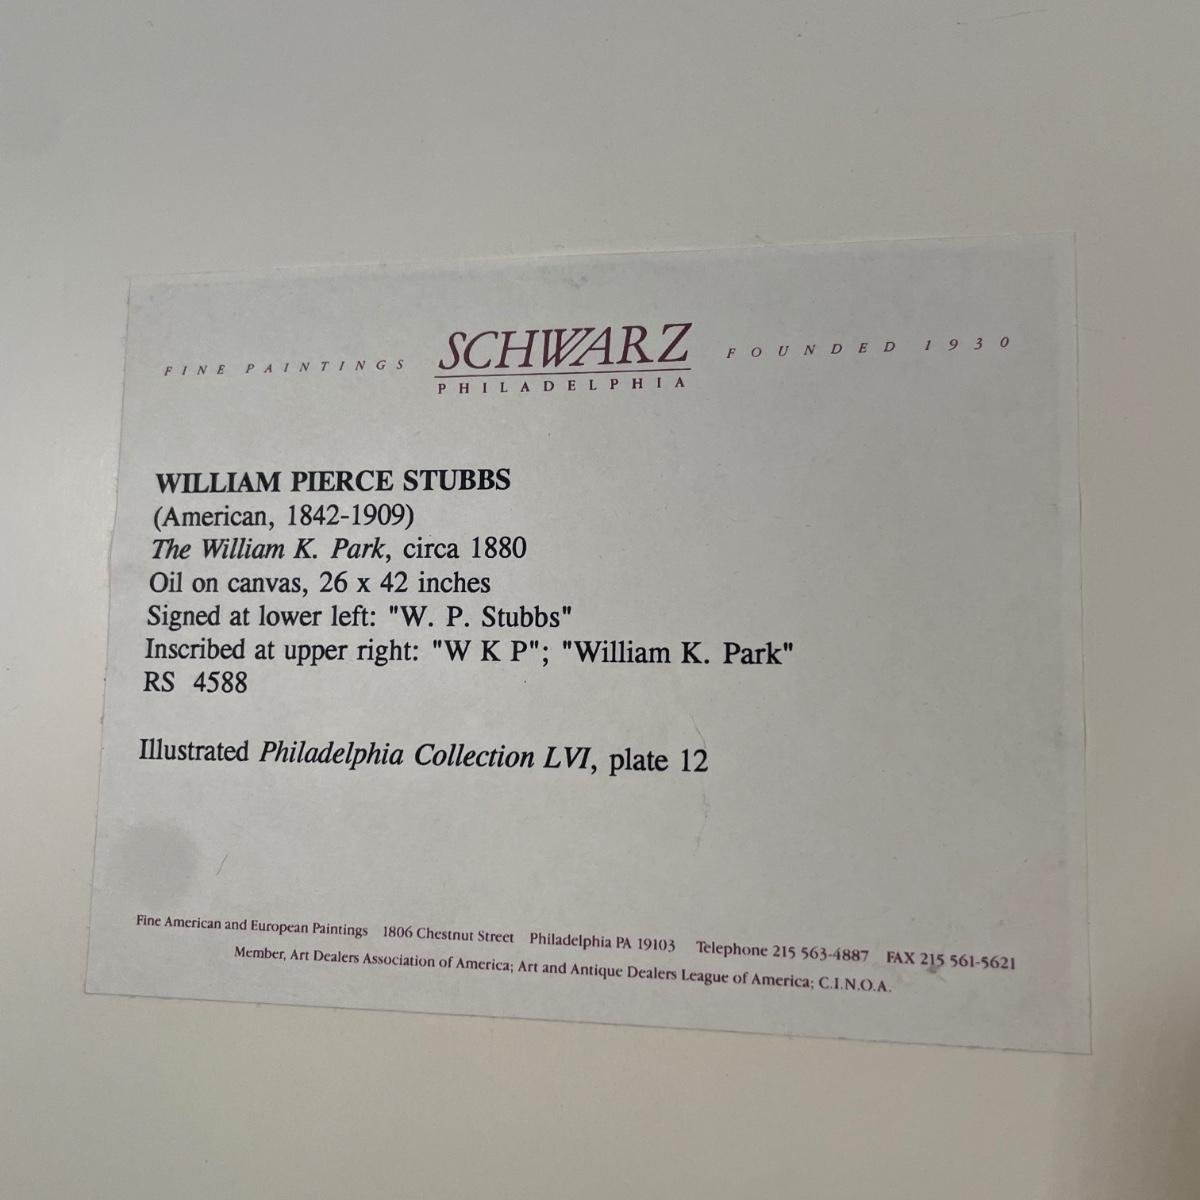 FINE PAINTINGS SCHWARZ FOUNDED 1930
PHILADELPHIA
WILLIAM PIERCE STUBBS
(American, 1842-1909)
The William K. Park, circa 1880
Oil on canvas, 26 x 42 inches
Signed at lower left: "W. P. Stubbs"
Inscribed at upper right: "W K P"; "William K. Park"
RS 4588
Illustrated Philadelphia Collection LVI, plate 12
Fine American and European Paintings 1806 Chestnut Street Philadelphia PA 19103 Telephone 215 563-4887 FAX 215 561-5621
Member, Art Dealers Association of America; Art and Antique Dealers League of America; C.I.N.O.A.